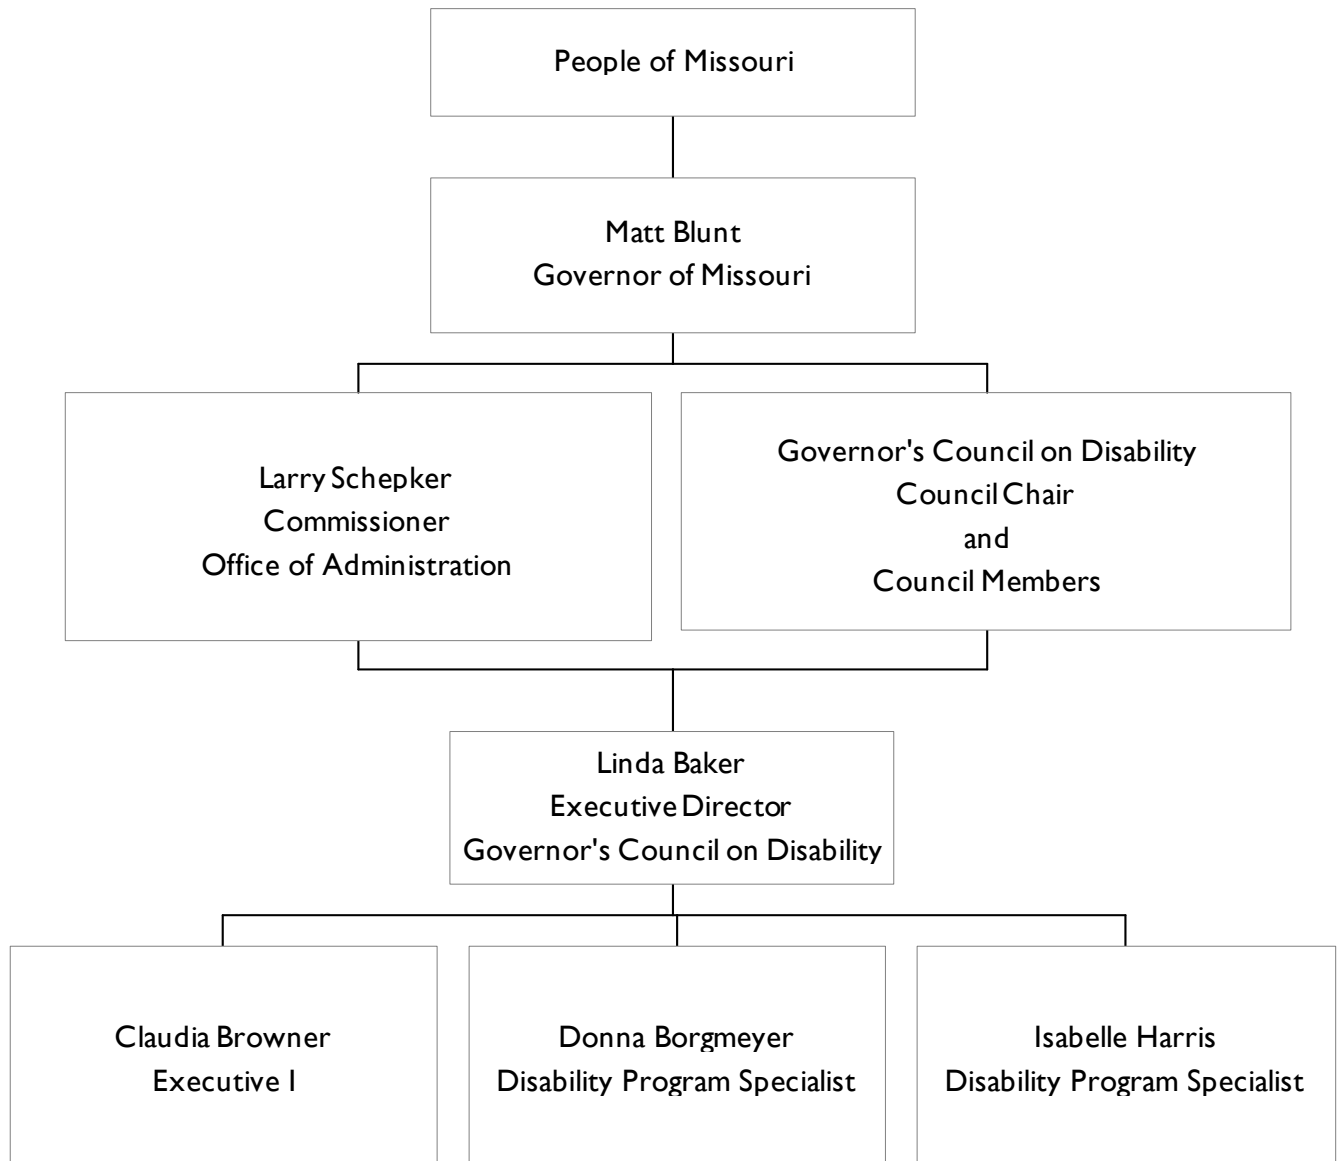 People of Missouri
Matt Blunt
Governor of Missouri
Larry Schepker
Commissioner
Office of Administration
Governor's Council on Disability
Council Chair
and
Council Members
Linda Baker
Executive Director
Governor's Council on Disability
Claudia Browner
Executive I
Donna Borgmeyer
Disability Program Specialist
Isabelle Harris
Disability Program Specialist